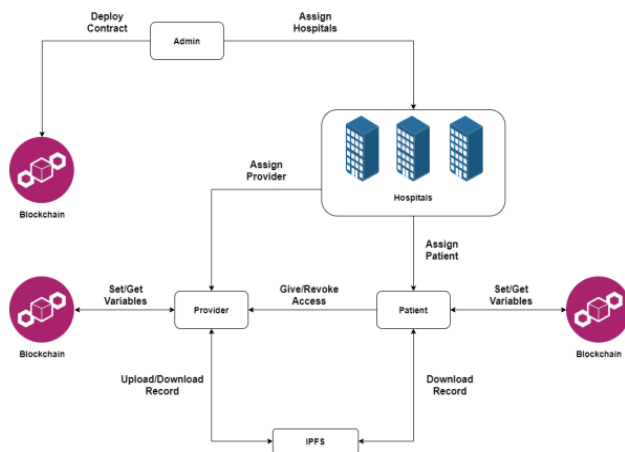 Deploy
Contract
Assign
Hospitals
Admin
Assign
Provider
Blockchain
Hospitals
Assign
Patient
Set/Get
Variables
Give/Revoke
Access
Set/Get
Variables
Provider
Patient
Blockchain
Blockchain
Upload/Download
Record
Download
Record
IPFS